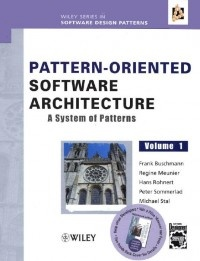 WILEY SERIES IN
SOFTWARE DESIGN PATTERNS
PATTERN-ORIENTED
SOFTWARE
ARCHITECTURE
A System of Patterns
Volume 1
Frank Buschmann
Regine Meunier
Hans Rohnert
Peter Sommerlad
Michael Stal
WILEY